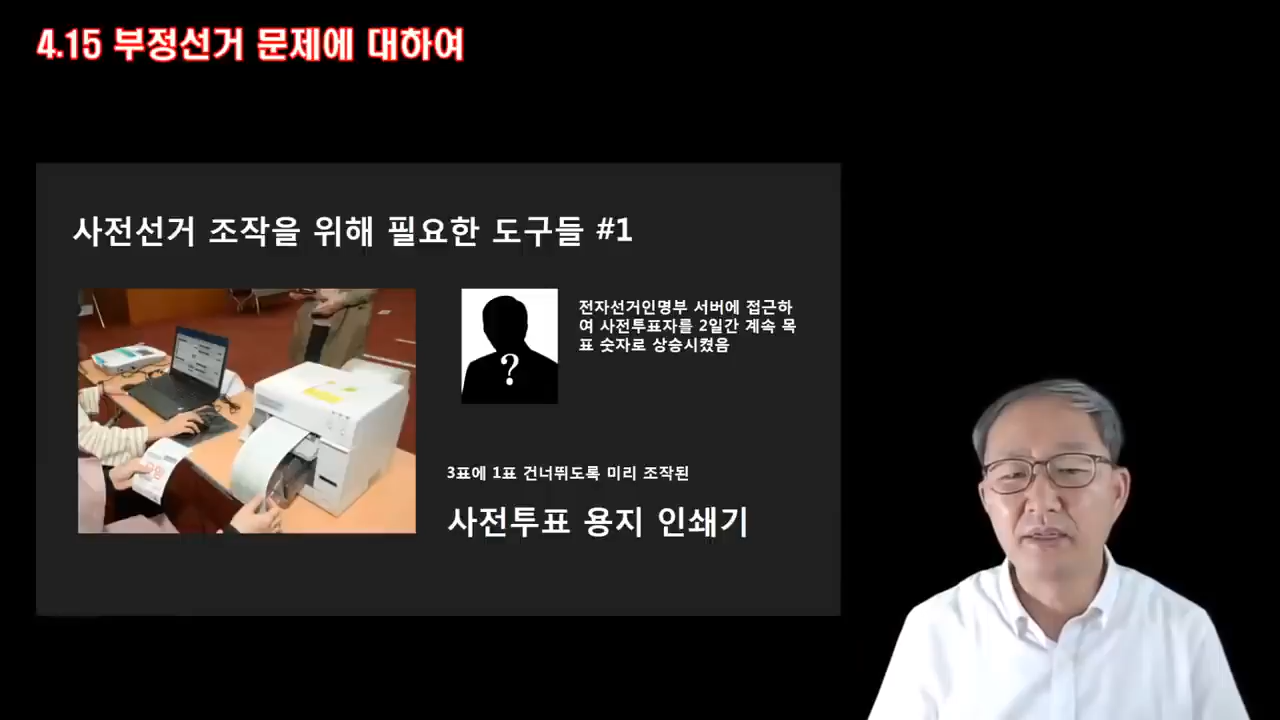 4.15 부정선거 문제에 대하여
사전선거 조작을 위해 필요한 도구들 #1
전자선거인명부 서버에 접근하
여 사전투표자를 2일간 계속 목
표 숫자로 상승시켰음
?
3표에 1표 건너뛰도록 미리 조작된
사전투표 용지 인쇄기